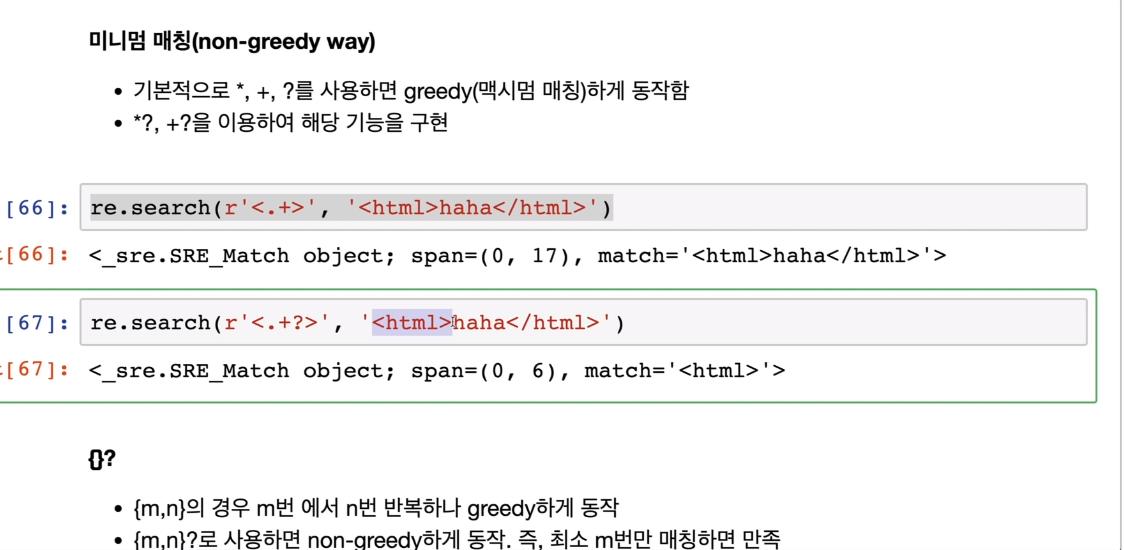 미니멈 매칭(non-greedy way)
• 기본적으로 *, +, ?를 사용하면 greedy(맥시멈 매칭)하게 동작함
• *?, +?을 이용하여 해당 기능을 구현
[66]: re.search(r'<.+>', '<html>haha</html>')
t[66]: <_sre.SRE_Match object; span=(0, 17), match='<html>haha</html>'>
[67]: re.search(r'<.+?>', '<html>haha</html>')
t[67]: <_sre.SRE_Match object; span=(0, 6), match='<html>'>
{}?
• {m,n}의 경우 m번 에서 n번 반복하나 greedy하게 동작
• {m,n}?로 사용하면 non-greedy하게 동작. 즉, 최소 m번만 매칭하면 만족